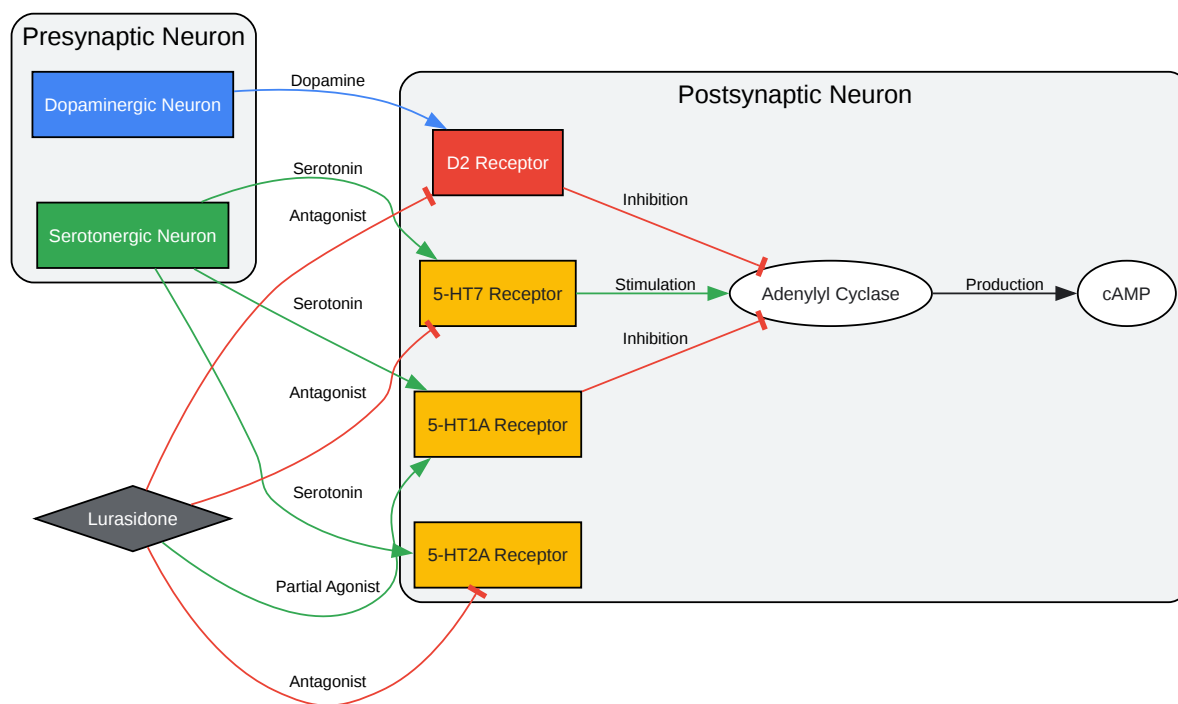 Presynaptic Neuron
Dopaminergic Neuron
Serotonergic Neuron
Lurasidone
Dopamine
Serotonin
Antagonist
Serotonin
Antagonist
Serotonin
Partial Agonist
Antagonist
Postsynaptic Neuron
D2 Receptor
5-HT7 Receptor
5-HT1A Receptor
5-HT2A Receptor
Inhibition
Stimulation
Inhibition
Adenylyl Cyclase
Production
cAMP